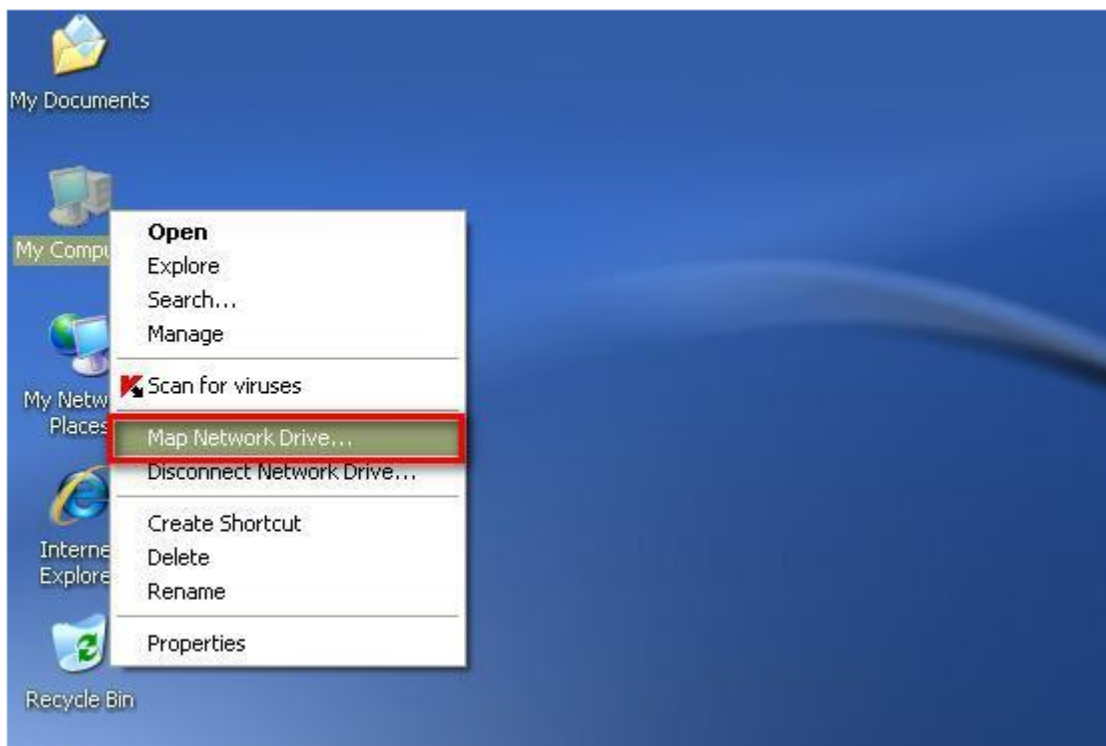 My Documents
My Compu
My Netw
Places
Interne
Explore
Recycle Bin
Open
Explore
Search...
Manage
Scan for viruses
Map Network Drive...
Disconnect Network Drive...
Create Shortcut
Delete
Rename
Properties